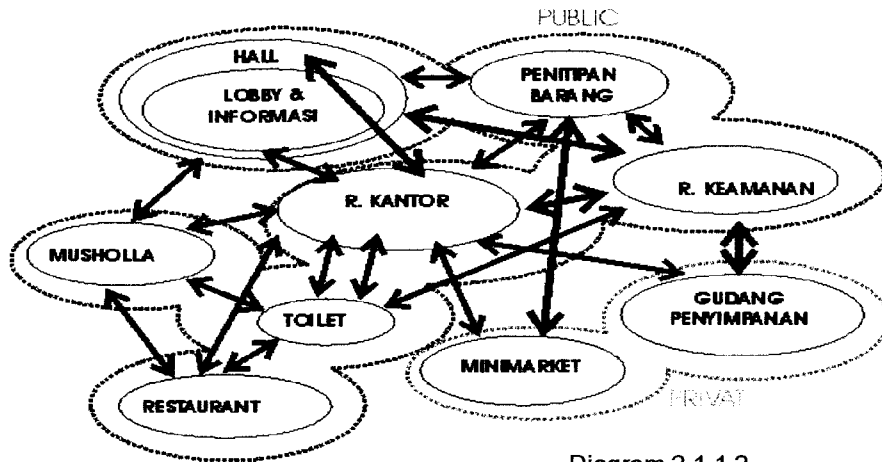 PUBLIC
HALL
LOBBY &
INFORMASI
PENITIPAN
BARANG
R. KANTOR
R. KEAMANAN
MUSHOLLA
TOILET
GUDANG
PENYIMPANAN
MINIMARKET
RESTAURANT
PRIVAT
Diagram 2.1.1.2